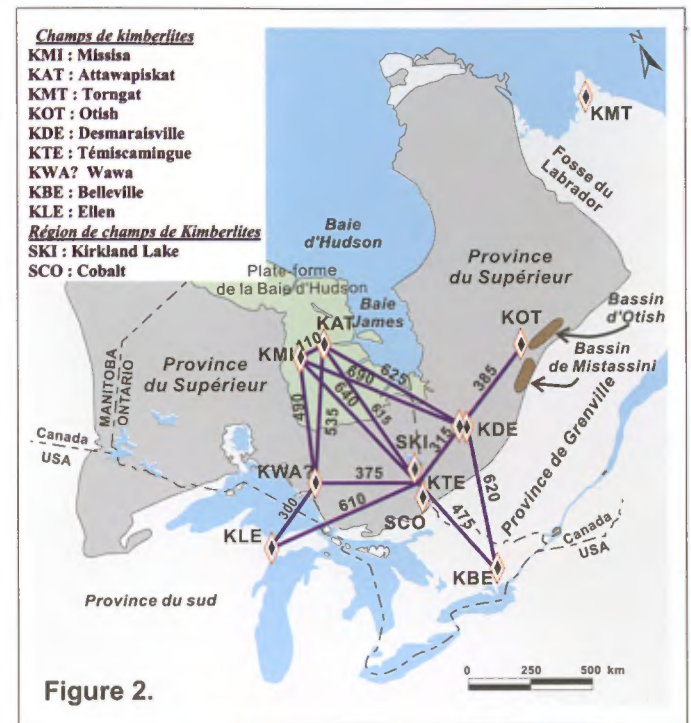 Champs de kimberlites
KMI : Missisa
KAT : Attawapiskat
KMT : Torngat
KOT : Otish
KDE : Desmaraisville
KTE : Témiscamingue
KWA? Wawa
KBE : Belleville
KLE : Ellen
Région de champs de Kimberlites
SKI : Kirkland Lake
SCO : Cobalt
N
KMT
Fosse du
Labrador
Baie
d'Hudson
Province
du Supérieur
Plate-forme
de la Baie d'Hudson
Baie
James
KAT
110
KMI
KOT
Bassin
d'Otish
Bassin
de Mistassini
MANITOBA
ONTARIO
Province
du Supérieur
490
535
640
690
625
615
385
SKI
315
KDE
Canada
USA
KWA?
375
KTE
620
Province de Grenville
300
610
SCO
475
KLE
KBE
Canada
USA
Province du sud
0 250 500 km
Figure 2.